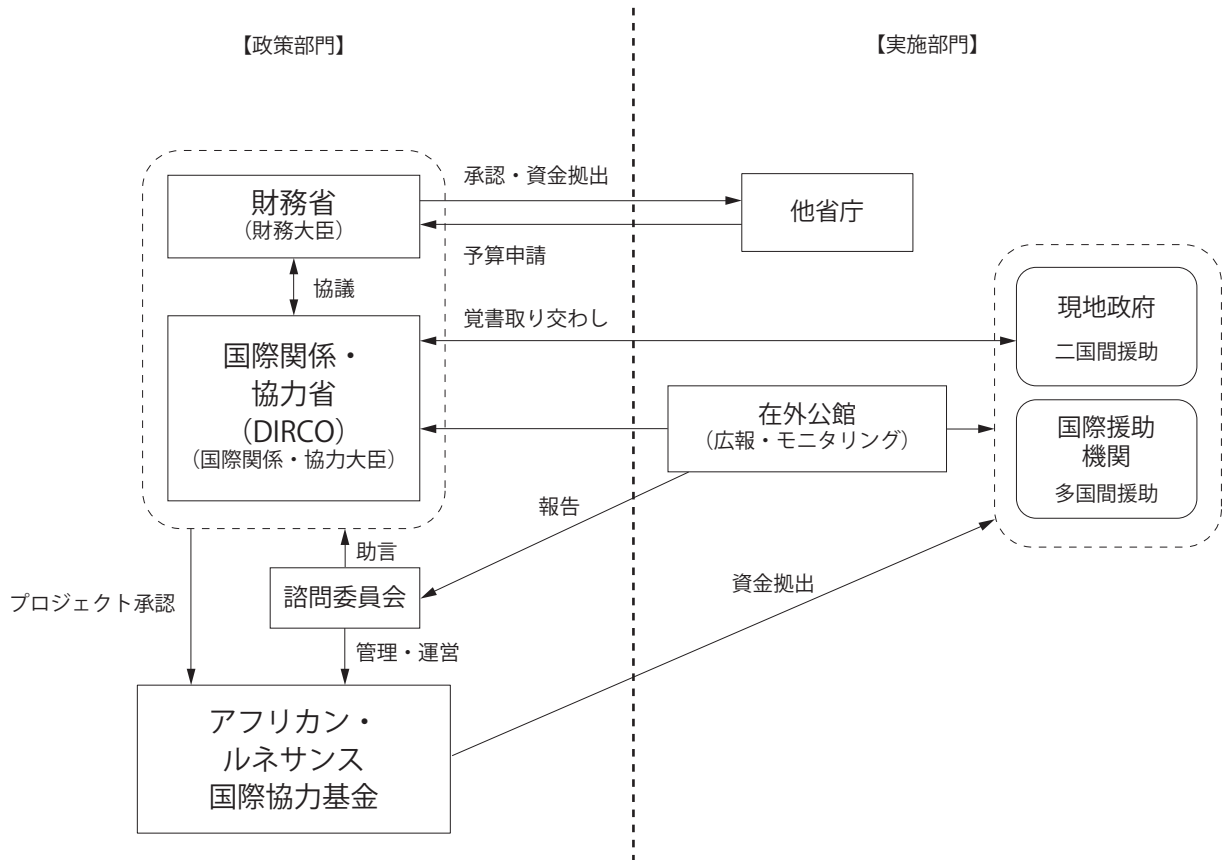 【政策部門】
【実施部門】
財務省
（財務大臣）
承認・資金拠出
予算申請
他省庁
協議
国際関係・
協力省
（DIRCO）
（国際関係・協力大臣）
覚書取り交わし
現地政府
二国間援助
在外公館
（広報・モニタリング）
国際援助
機関
多国間援助
報告
助言
諮問委員会
プロジェクト承認
管理・運営
資金拠出
アフリカン・
ルネサンス
国際協力基金